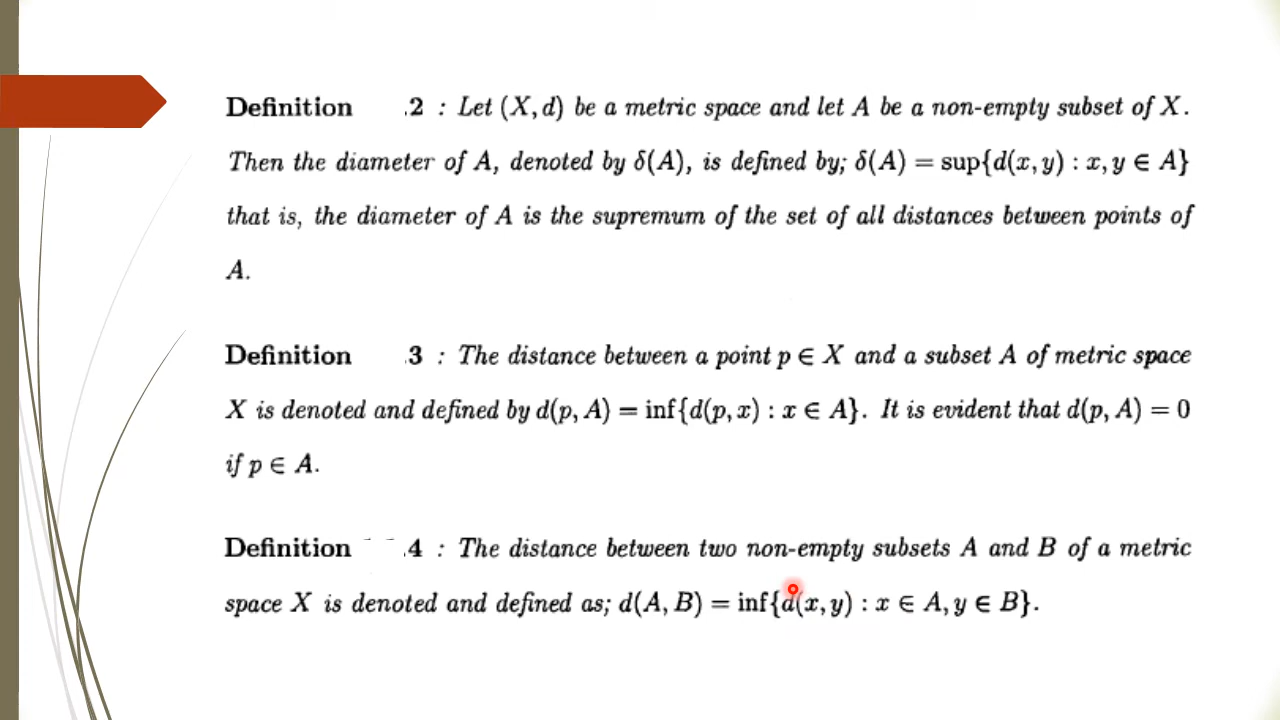 Definition .2 : Let (X, d) be a metric space and let A be a non-empty subset of X.
Then the diameter of A, denoted by δ(A), is defined by; δ(A) = sup{d(x, y) : x, y ∈ A}
that is, the diameter of A is the supremum of the set of all distances between points of
A.
Definition .3 : The distance between a point p ∈ X and a subset A of metric space
X is denoted and defined by d(p, A) = inf{d(p, x) : x ∈ A}. It is evident that d(p, A) = 0
if p ∈ A.
Definition .4 : The distance between two non-empty subsets A and B of a metric
space X is denoted and defined as; d(A, B) = inf{d(x, y) : x ∈ A, y ∈ B}.